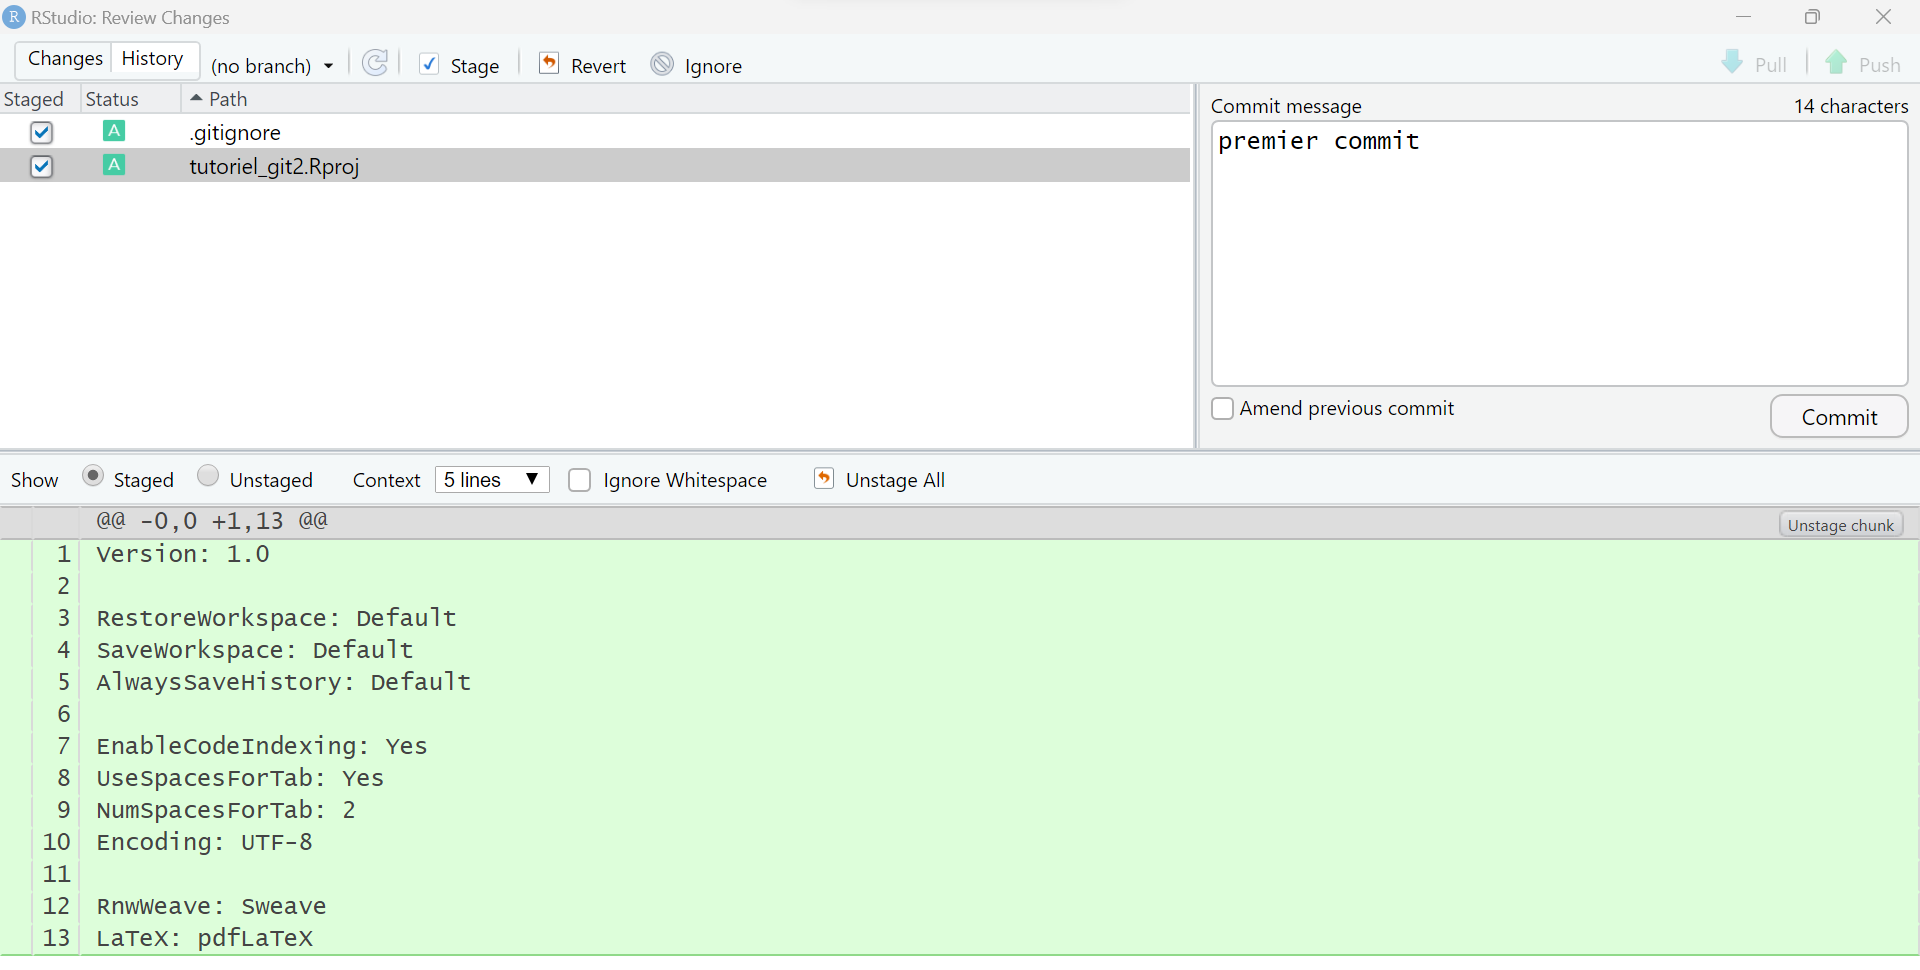 R RStudio: Review Changes
Changes History (no branch) Stage Revert Ignore Pull Push
Staged Status Path
A .gitignore
A tutoriel_git2.Rproj
Commit message 14 characters
premier commit
Amend previous commit
Commit
Show Staged Unstaged Context 5 lines Ignore Whitespace Unstage All
@@ -0,0 +1,13 @@ Unstage chunk
1 Version: 1.0
2
3 RestoreWorkspace: Default
4 SaveWorkspace: Default
5 AlwaysSaveHistory: Default
6
7 EnableCodeIndexing: Yes
8 UseSpacesForTab: Yes
9 NumSpacesForTab: 2
10 Encoding: UTF-8
11
12 RnwWeave: Sweave
13 LaTeX: pdfLaTeX